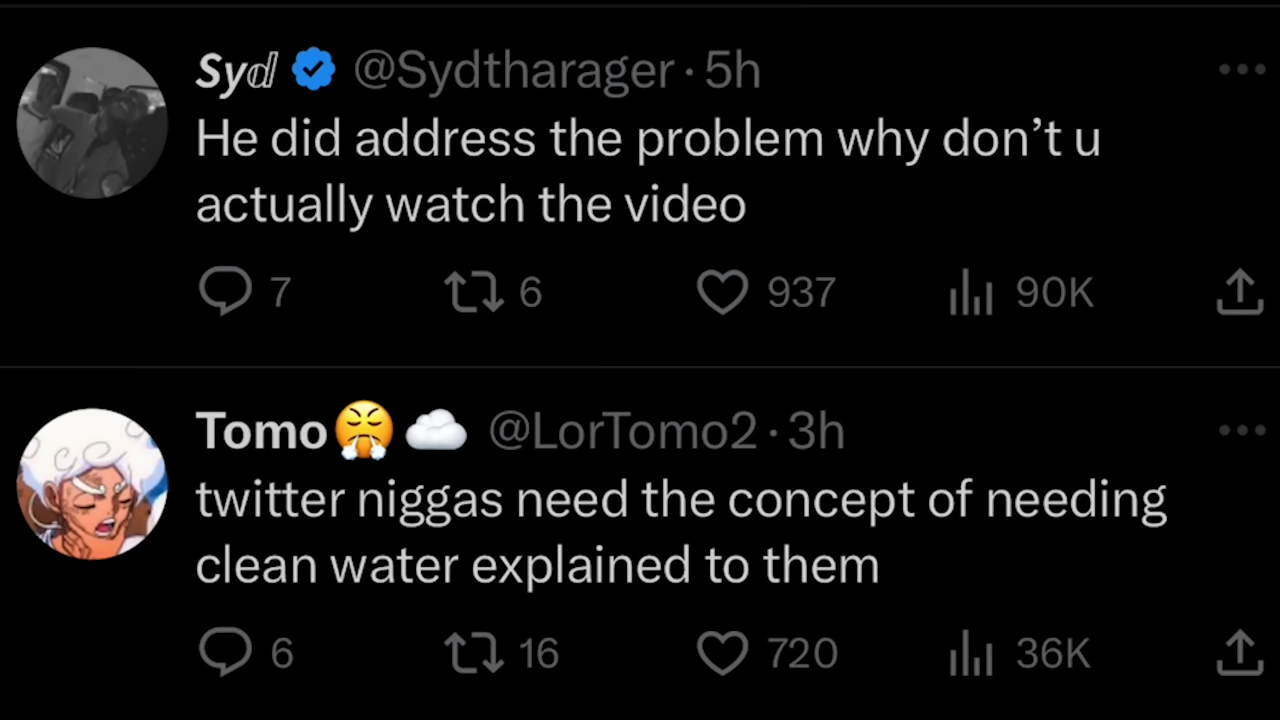 Syd @Sydtharager · 5h
He did address the problem why don’t u
actually watch the video
7 6 937 90K
Tomo😤☁️ @LorTomo2 · 3h
twitter niggas need the concept of needing
clean water explained to them
6 16 720 36K